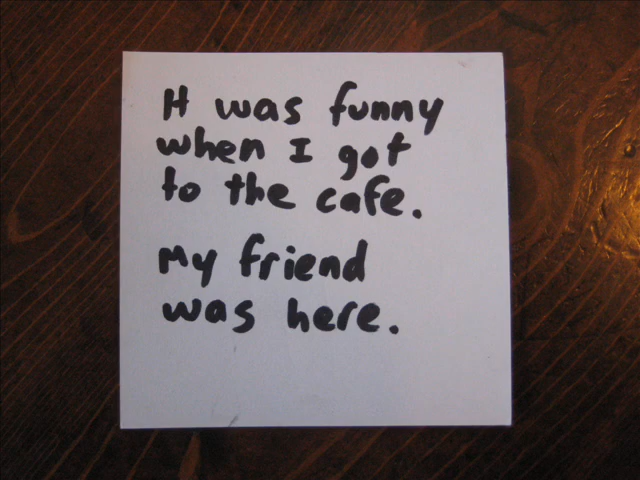 It was funny
when I got
to the cafe.
My friend
was here.